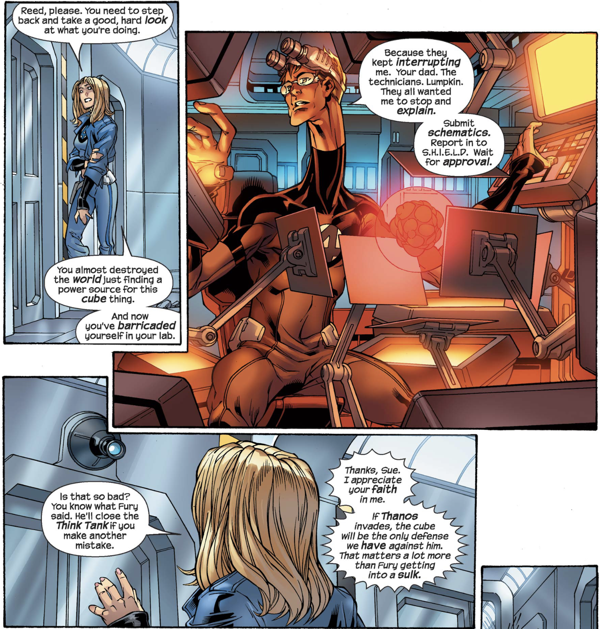 Reed, please. You need to step
back and take a good, hard look
at what you're doing.
You almost destroyed
the world just finding a
power source for this
cube thing.
And now
you've barricaded
yourself in your lab.
Because they
kept interrupting
me. Your dad. The
technicians. Lumpkin.
They all wanted
me to stop and
explain.
Submit
schematics.
Report in to
S.H.I.E.L.D. Wait
for approval.
4
Is that so bad?
You know what Fury
said. He'll close the
Think Tank if you
make another
mistake.
Thanks, Sue.
I appreciate
your faith
in me.
If Thanos
invades, the cube
will be the only defense
we have against him.
That matters a lot more
than Fury getting
into a sulk.